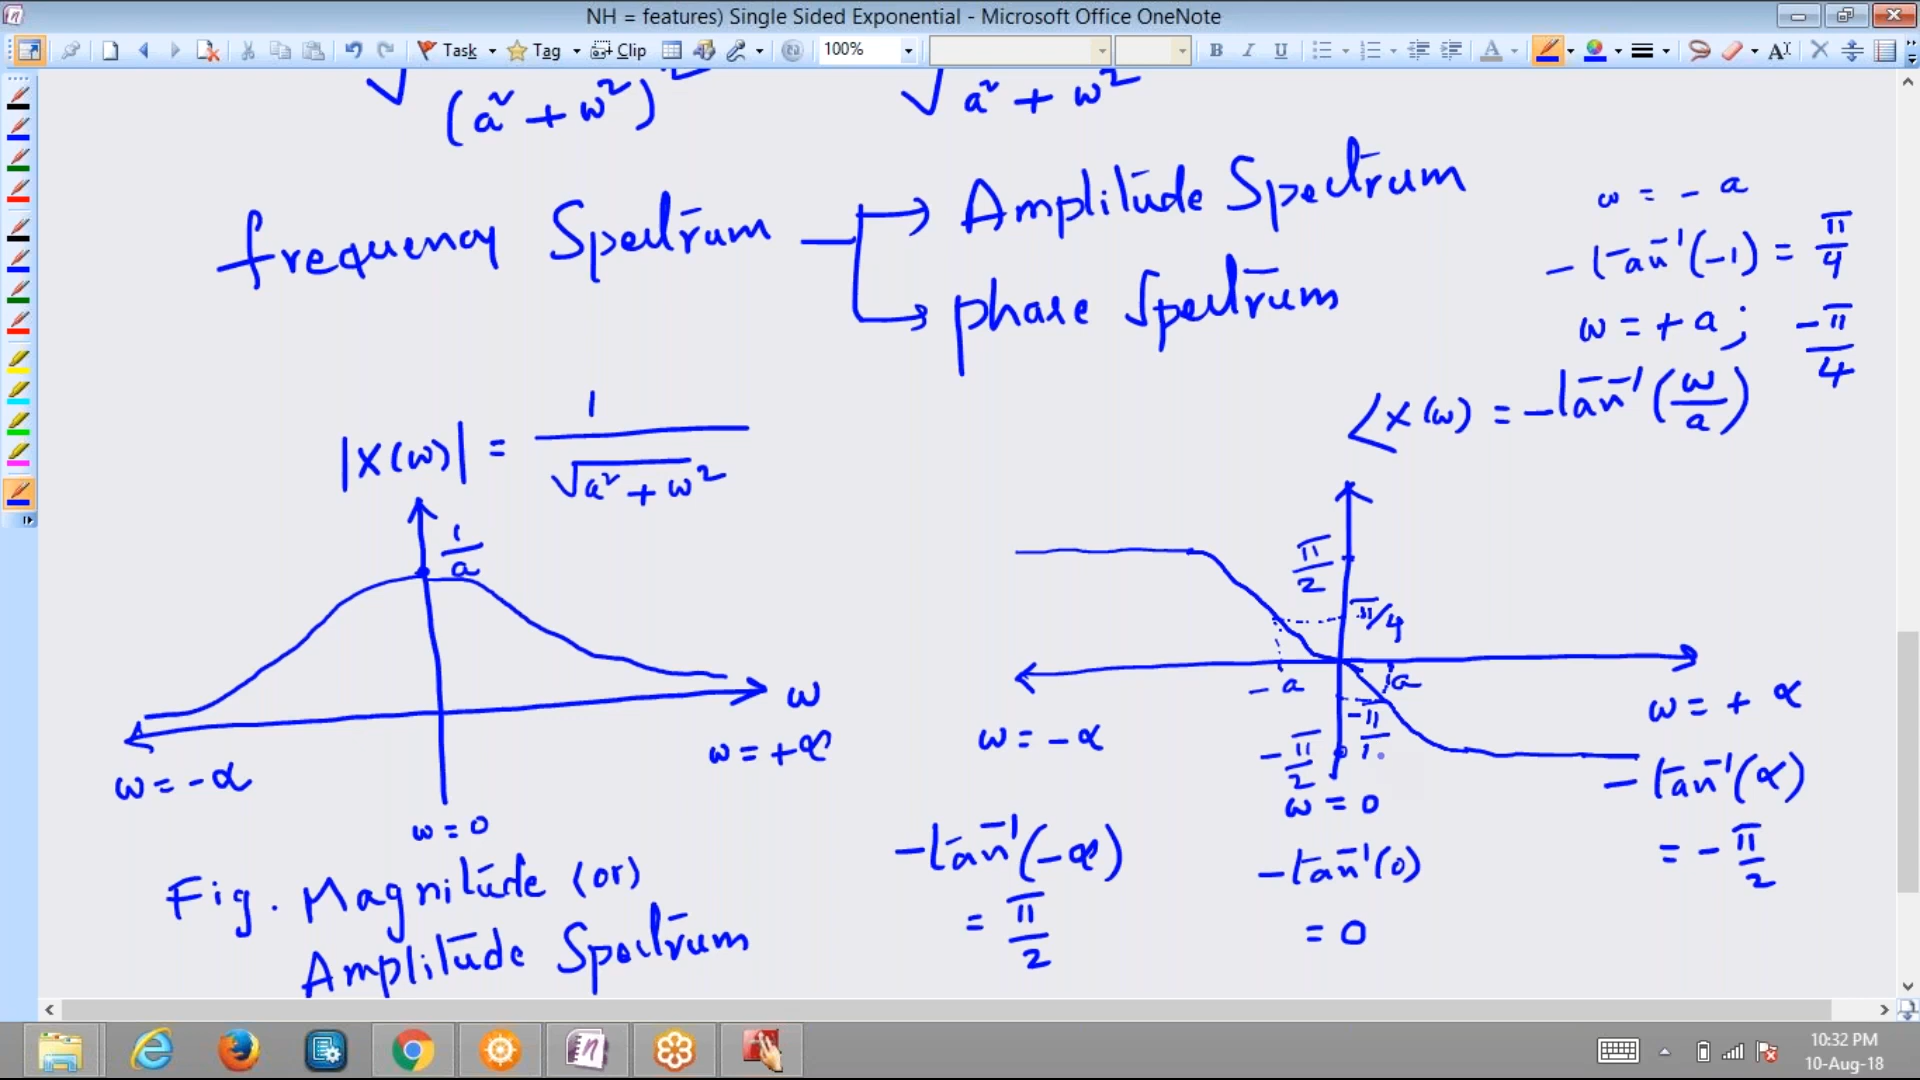 NH = features) Single Sided Exponential - Microsoft Office OneNote
Task Tag Clip 100% B I U A
√(a² + ω²)² √a² + ω²
frequency Spectrum → Amplitude Spectrum
→ phase Spectrum
ω = - a
- tan⁻¹(-1) = π/4
ω = + a ; -π/4
∠X(ω) = -tan⁻¹(ω/a)
|X(ω)| = 1/√a² + ω²
1/a
ω
ω = -α
ω = +∞
ω = 0
Fig. Magnitude (or)
Amplitude Spectrum
π/2
π/4
- a
a
ω = -α
ω = + α
-π/2
ω = 0
-tan⁻¹(-∞)
= π/2
-tan⁻¹(0)
= 0
-tan⁻¹(α)
= -π/2
10:32 PM
10-Aug-18